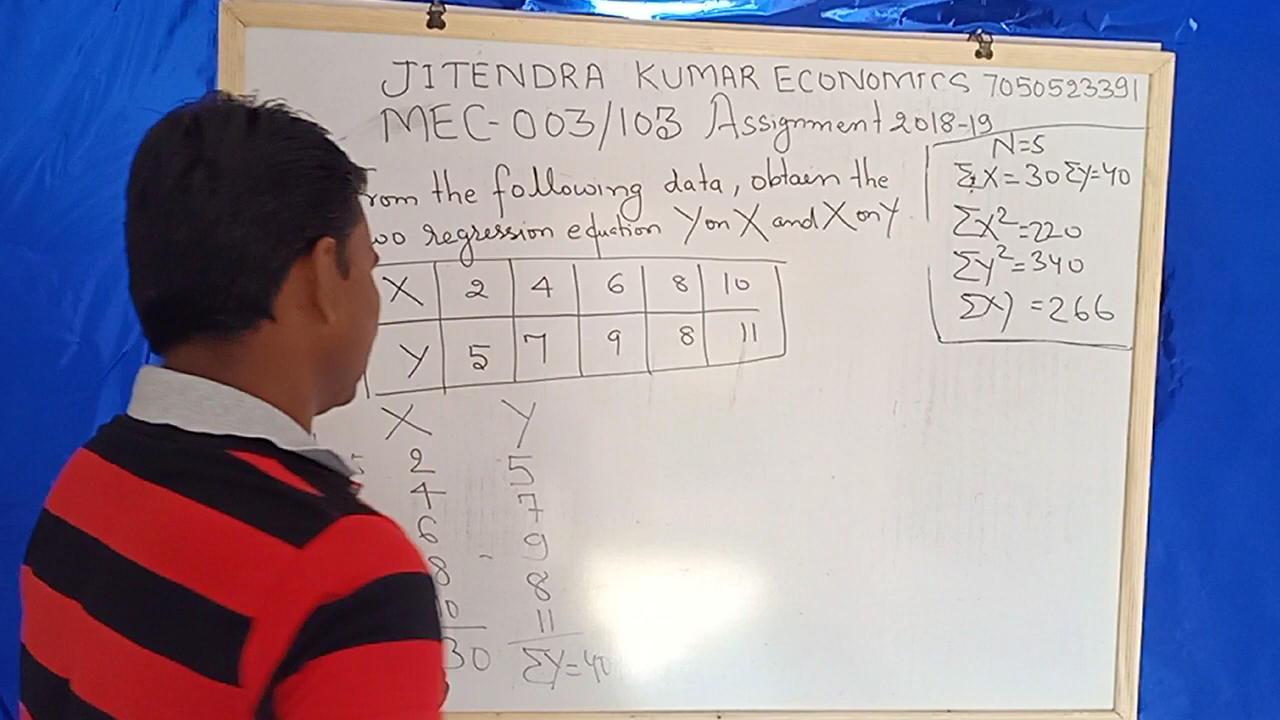 JITENDRA KUMAR ECONOMICS 7050523391
MEC-003/103 Assignment 2018-19
rom the following data, obtain the
wo regression equation Y on X and X on Y
X 2 4 6 8 10
Y 5 7 9 8 11
N=5
ΣX=30 ΣY=40
ΣX²=220
ΣY²=340
ΣXY=266
X Y
2 5
4 7
6 9
8 8
0 11
30 ΣY=40